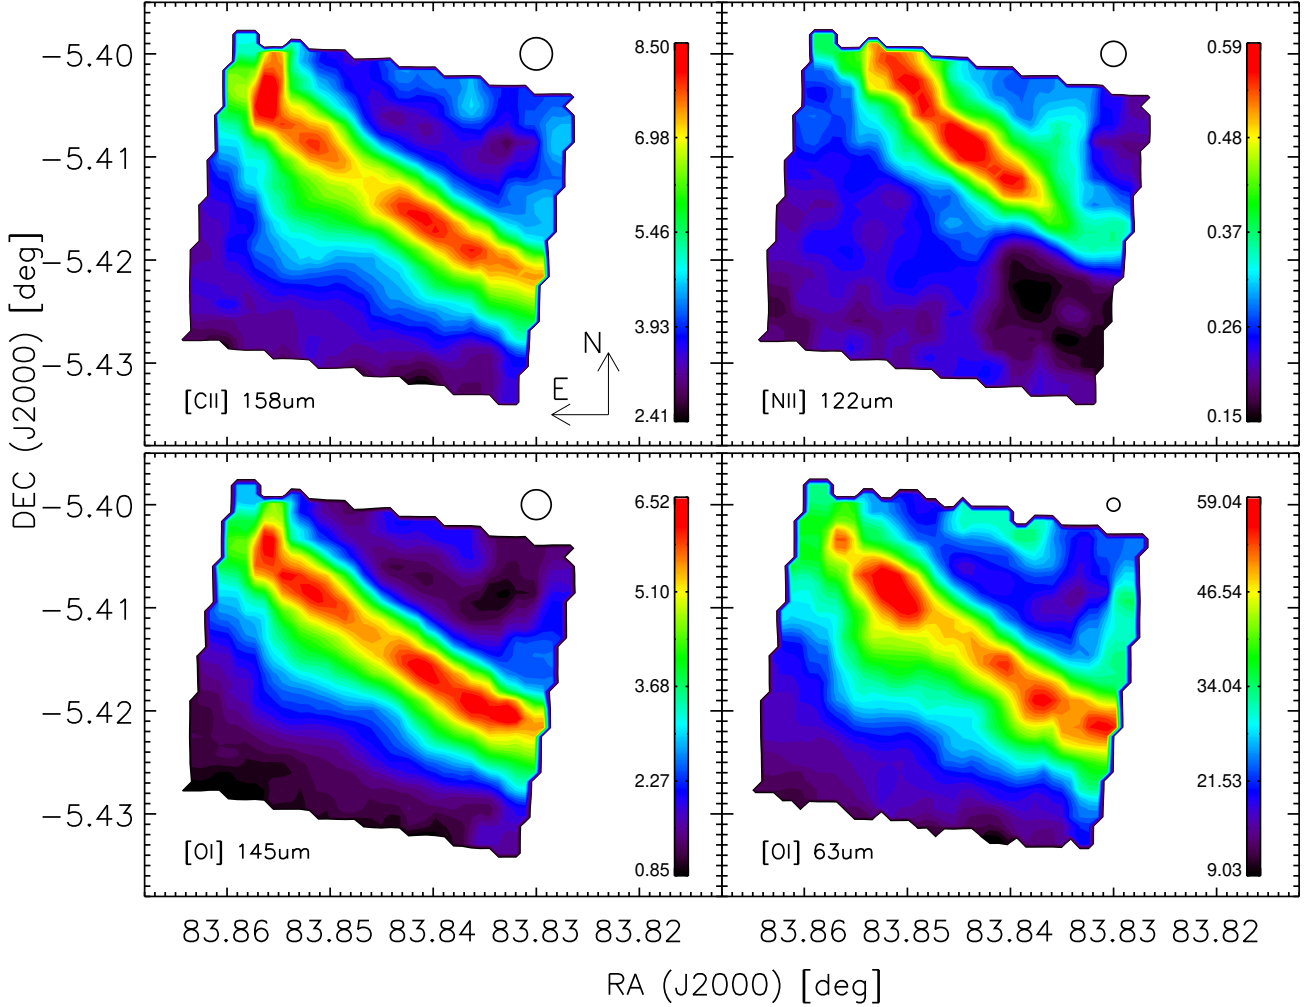 −5.40
−5.41
−5.42
−5.43
8.50
6.98
5.46
3.93
2.41
N
E
[CII] 158um
0.59
0.48
0.37
0.26
0.15
[NII] 122um
DEC (J2000) [deg]
−5.40
−5.41
−5.42
−5.43
6.52
5.10
3.68
2.27
0.85
[OI] 145um
59.04
46.54
34.04
21.53
9.03
[OI] 63um
83.86 83.85 83.84 83.83 83.82
83.86 83.85 83.84 83.83 83.82
RA (J2000) [deg]